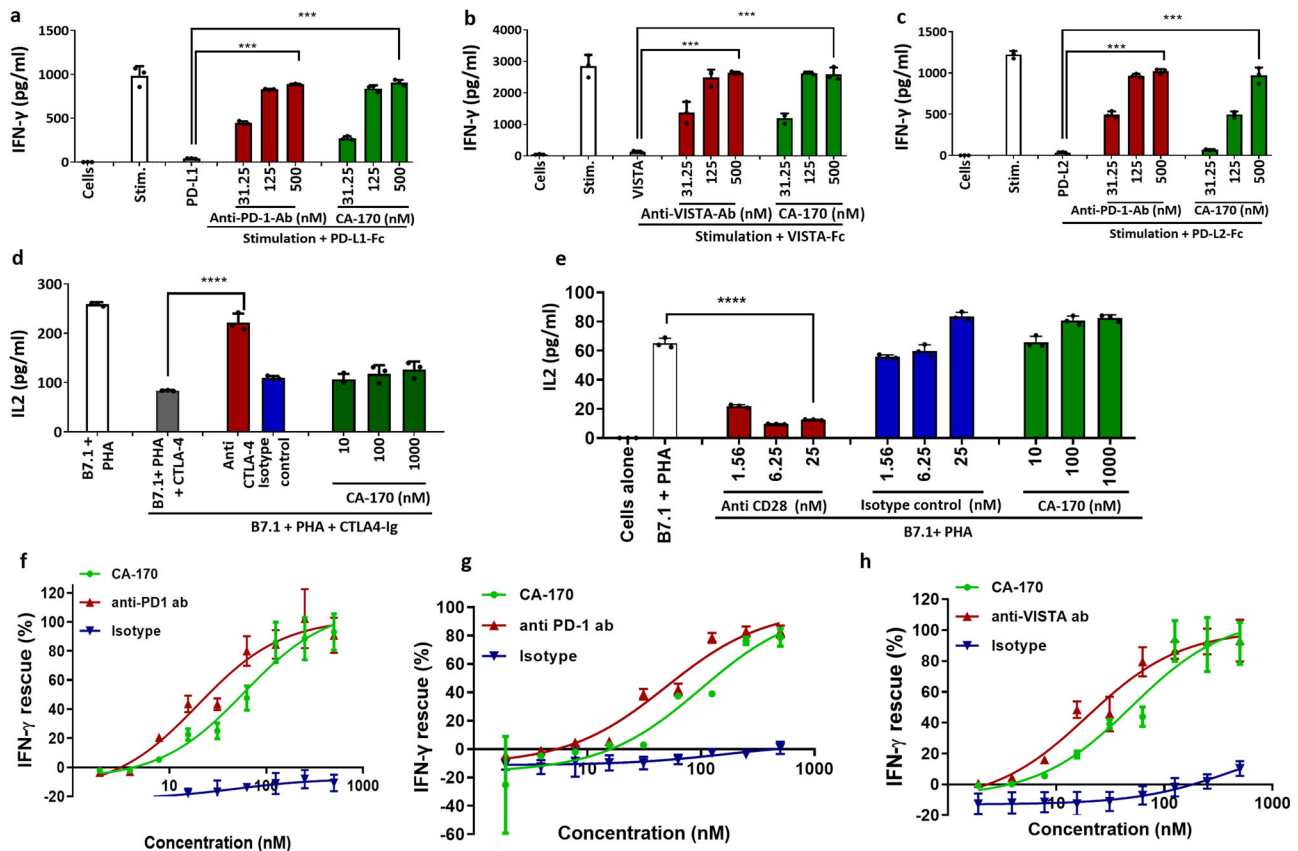 a
IFN-γ (pg/ml)
1500
1000
500
0
***
***
Cells
Stim.
PD-L1
31.25
125
500
31.25
125
500
Anti-PD-1-Ab (nM)
CA-170 (nM)
Stimulation + PD-L1-Fc
b
IFN-γ (pg/ml)
4000
3000
2000
1000
0
***
***
Cells
Stim.
VISTA
31.25
125
500
31.25
125
500
Anti-VISTA-Ab (nM)
CA-170 (nM)
Stimulation + VISTA-Fc
c
IFN-γ (pg/ml)
1500
1000
500
0
***
***
Cells
Stim.
PD-L2
31.25
125
500
31.25
125
500
Anti-PD-1-Ab (nM)
CA-170 (nM)
Stimulation + PD-L2-Fc
d
IL2 (pg/ml)
300
200
100
0
****
B7.1 +
PHA
B7.1+ PHA
+ CTLA-4
Anti
CTLA-4
Isotype
control
10
100
1000
CA-170 (nM)
B7.1 + PHA + CTLA4-Ig
e
IL2 (pg/ml)
80
60
40
20
0
****
Cells alone
B7.1 + PHA
1.56
6.25
25
1.56
6.25
25
10
100
1000
Anti CD28 (nM)
Isotype control (nM)
CA-170 (nM)
B7.1+ PHA
f
CA-170
anti-PD1 ab
Isotype
IFN-γ rescue (%)
120
100
80
60
40
20
0
-20
10
100
1000
Concentration (nM)
g
CA-170
anti PD-1 ab
Isotype
IFN-γ rescue (%)
100
80
60
40
20
0
-20
-40
-60
10
100
1000
Concentration (nM)
h
CA-170
anti-VISTA ab
Isotype
IFN-γ rescue (%)
120
100
80
60
40
20
0
-20
10
100
1000
Concentration (nM)